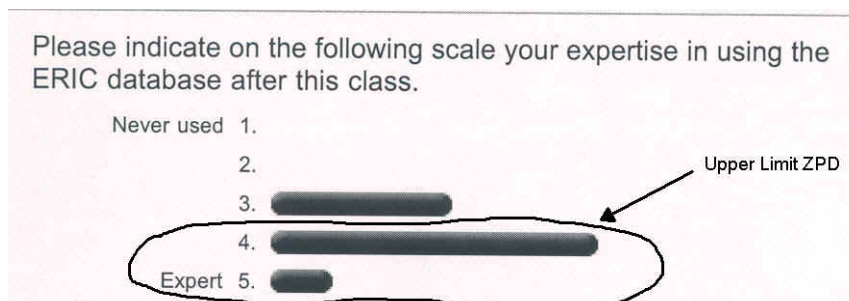 Please indicate on the following scale your expertise in using the
ERIC database after this class.
Never used 1.
2.
Upper Limit ZPD
3.
4.
Expert 5.